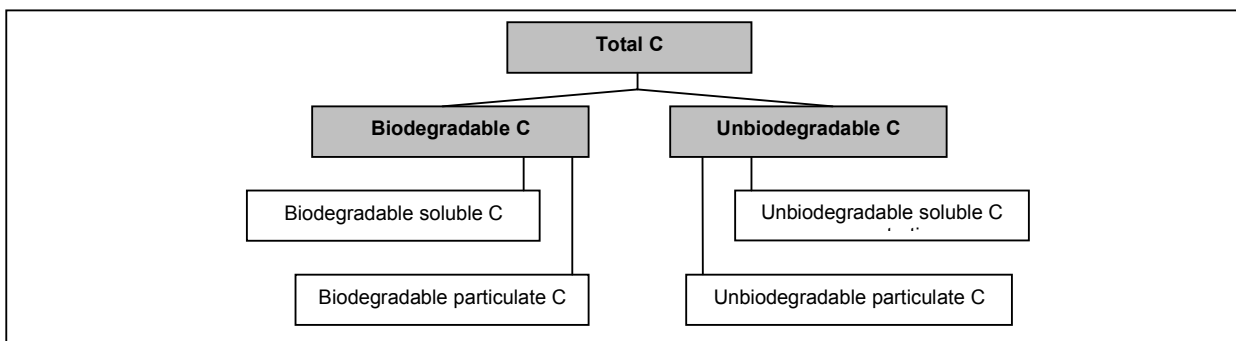 Total C
Biodegradable C
Unbiodegradable C
Biodegradable soluble C
Unbiodegradable soluble C
Biodegradable particulate C
Unbiodegradable particulate C